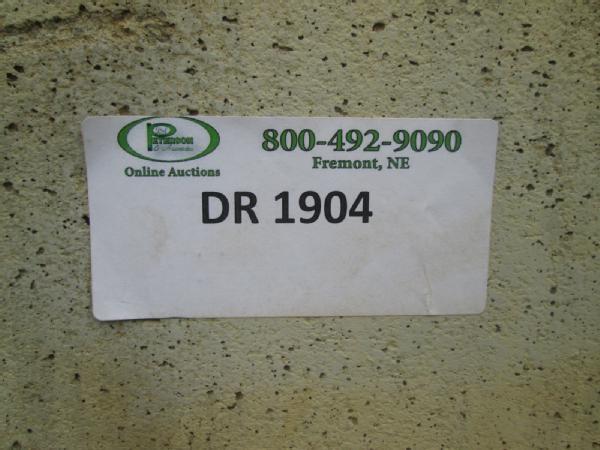 PETERSON
Online Auctions
800-492-9090
Fremont, NE
DR 1904